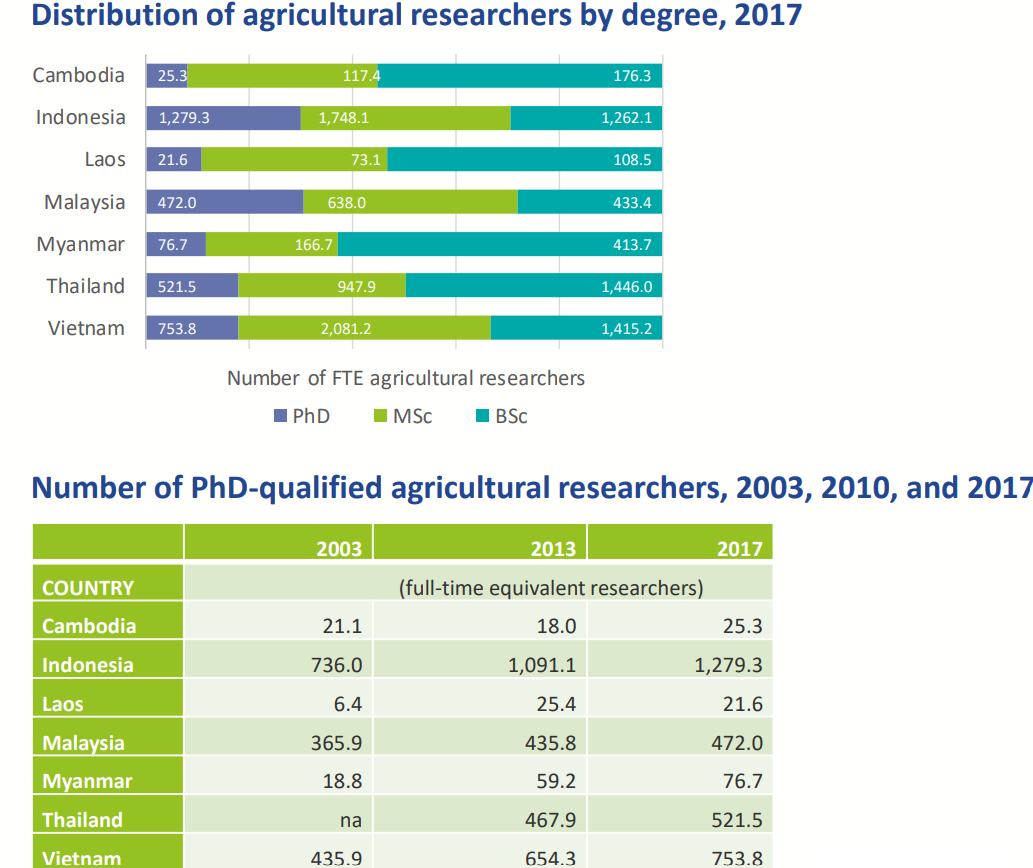 Distribution of agricultural researchers by degree, 2017
Cambodia 25.3 117.4 176.3
Indonesia 1,279.3 1,748.1 1,262.1
Laos 21.6 73.1 108.5
Malaysia 472.0 638.0 433.4
Myanmar 76.7 166.7 413.7
Thailand 521.5 947.9 1,446.0
Vietnam 753.8 2,081.2 1,415.2
Number of FTE agricultural researchers
PhD MSc BSc
Number of PhD-qualified agricultural researchers, 2003, 2010, and 2017
2003 2013 2017
COUNTRY (full-time equivalent researchers)
Cambodia 21.1 18.0 25.3
Indonesia 736.0 1,091.1 1,279.3
Laos 6.4 25.4 21.6
Malaysia 365.9 435.8 472.0
Myanmar 18.8 59.2 76.7
Thailand na 467.9 521.5
Vietnam 435.9 654.3 753.8